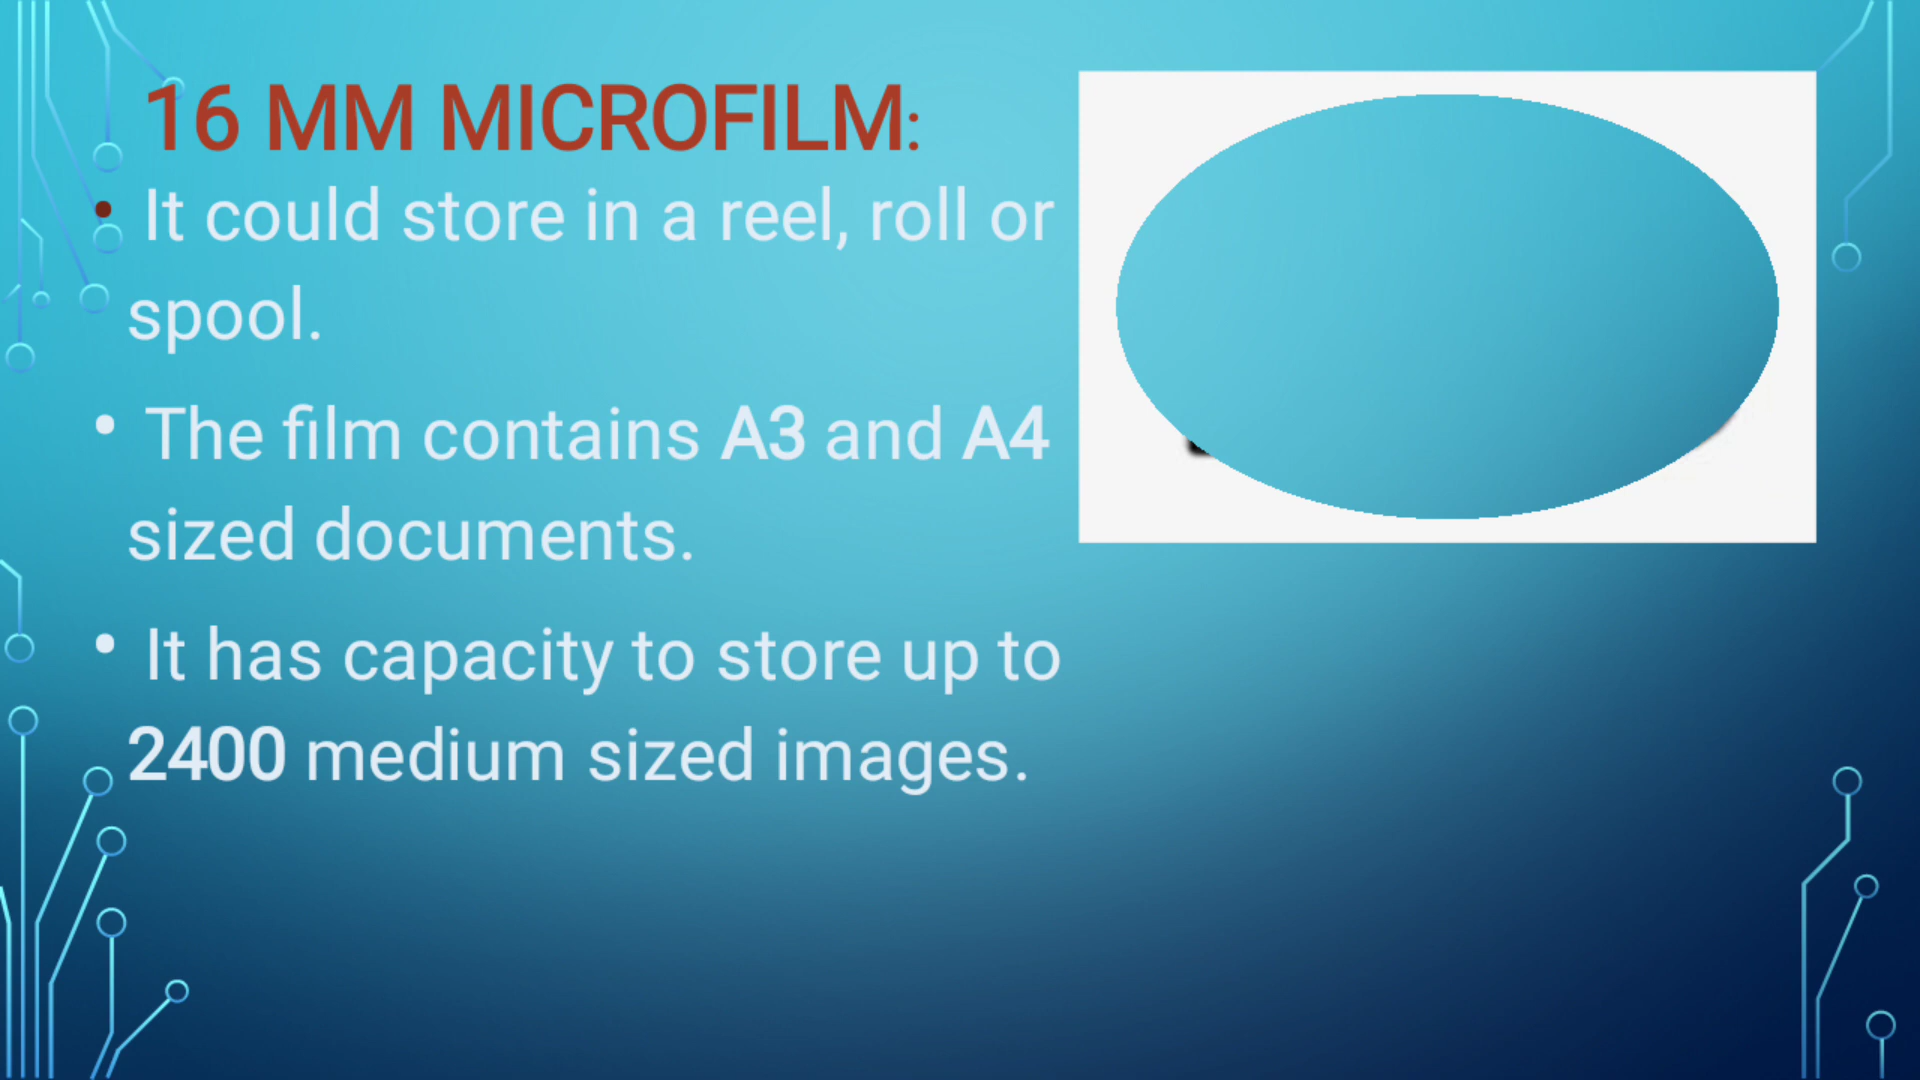 16 MM MICROFILM:
• It could store in a reel, roll or
spool.
• The film contains A3 and A4
sized documents.
• It has capacity to store up to
2400 medium sized images.